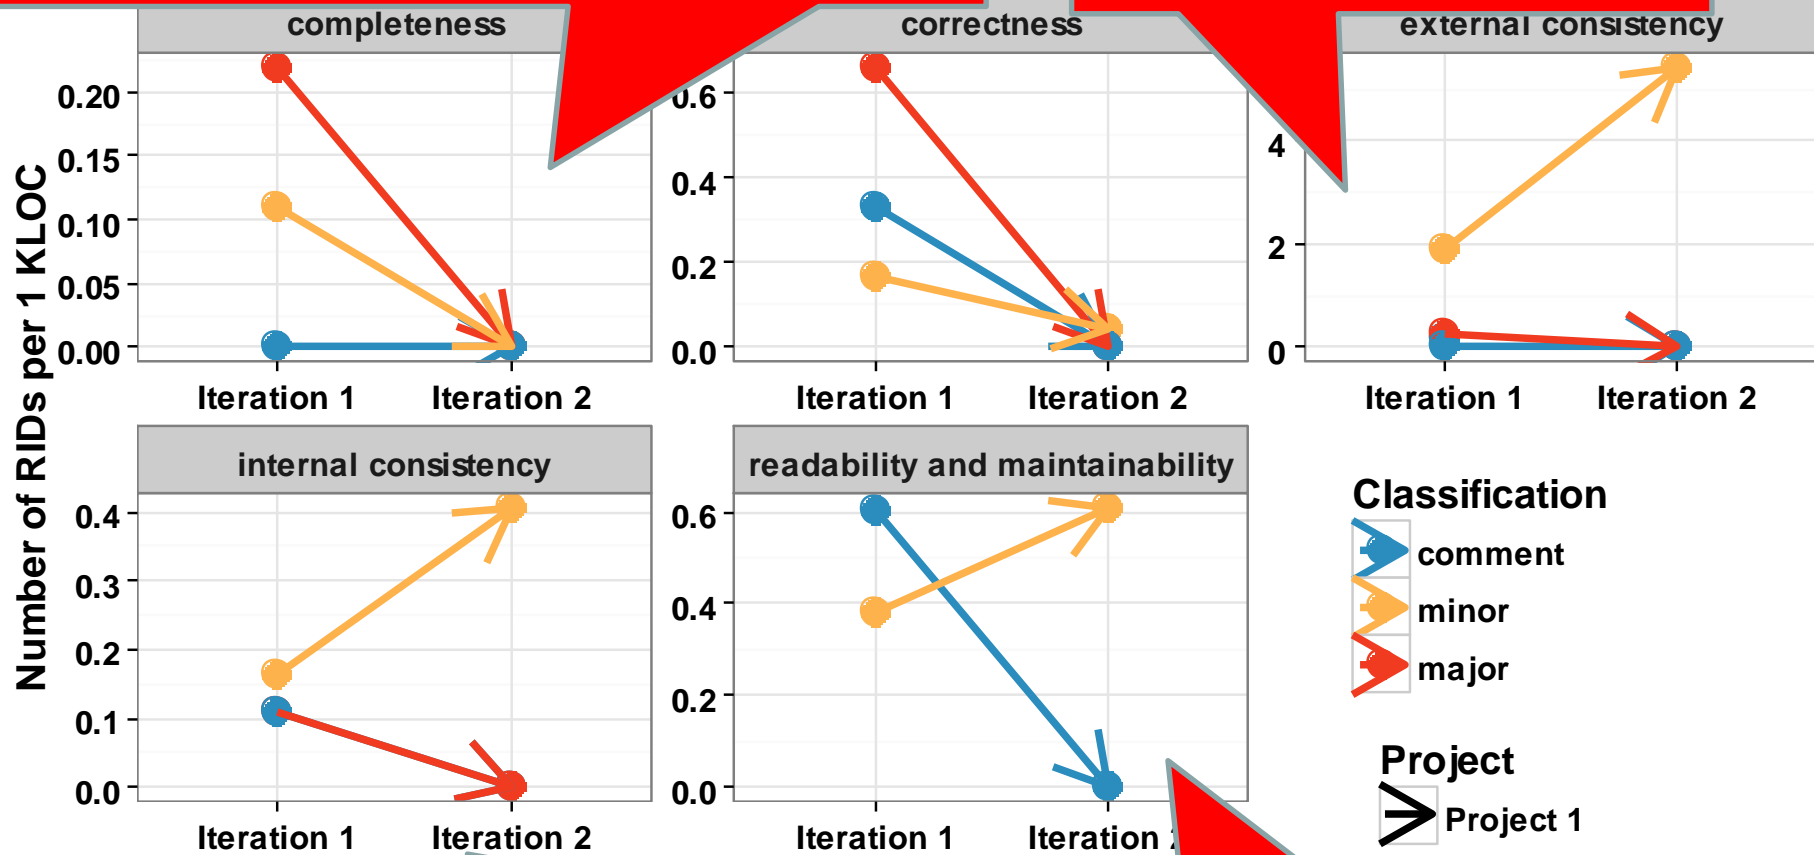 completeness
correctness
external consistency
Number of RIDs per 1 KLOC
0.20
0.15
0.10
0.05
0.00
0.6
0.4
0.2
0.0
4
2
0
Iteration 1
Iteration 2
Iteration 1
Iteration 2
Iteration 1
Iteration 2
internal consistency
readability and maintainability
0.4
0.3
0.2
0.1
0.0
0.6
0.4
0.2
0.0
Iteration 1
Iteration 2
Iteration 1
Iteration 2
Classification
comment
minor
major
Project
Project 1